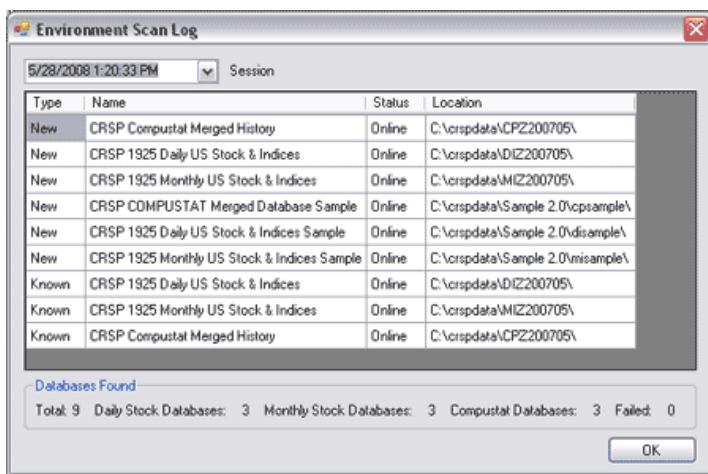 Environment Scan Log
5/28/2008 1:20:33 PM Session
Type Name Status Location
New CRSP Compustat Merged History Online C:\crspdata\CPZ200705\
New CRSP 1925 Daily US Stock & Indices Online C:\crspdata\DIZ200705\
New CRSP 1925 Monthly US Stock & Indices Online C:\crspdata\MIZ200705\
New CRSP COMPUSTAT Merged Database Sample Online C:\crspdata\Sample 2.0\cpsample\
New CRSP 1925 Daily US Stock & Indices Sample Online C:\crspdata\Sample 2.0\disample\
New CRSP 1925 Monthly US Stock & Indices Sample Online C:\crspdata\Sample 2.0\misample\
Known CRSP 1925 Daily US Stock & Indices Online C:\crspdata\DIZ200705\
Known CRSP 1925 Monthly US Stock & Indices Online C:\crspdata\MIZ200705\
Known CRSP Compustat Merged History Online C:\crspdata\CPZ200705\
Databases Found
Total: 9 Daily Stock Databases: 3 Monthly Stock Databases: 3 Compustat Databases: 3 Failed: 0
OK